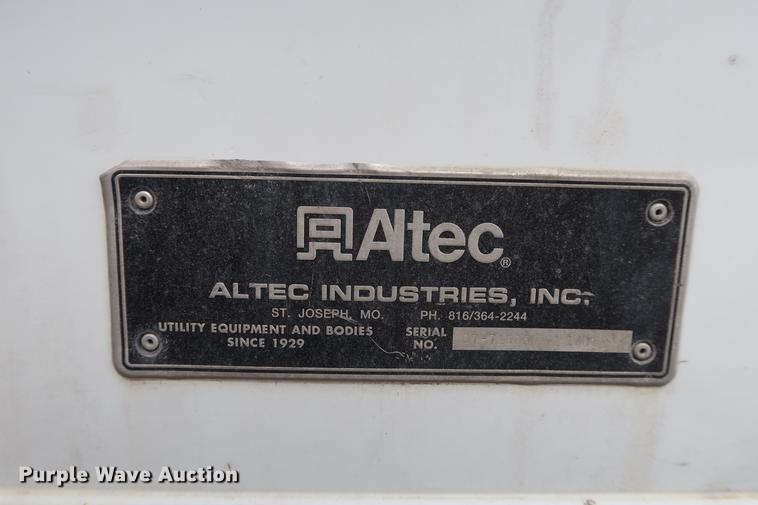 Altec®
ALTEC INDUSTRIES, INC.
ST. JOSEPH, MO. PH. 816/364-2244
UTILITY EQUIPMENT AND BODIES SERIAL
SINCE 1929 NO.
Purple Wave Auction